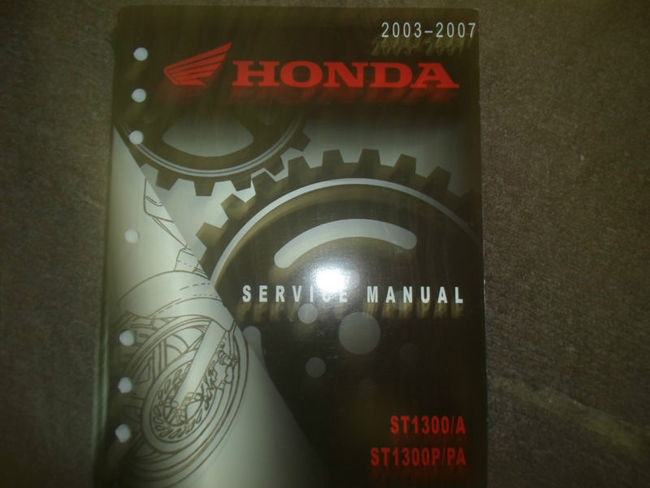 2003-2007
HONDA
SERVICE MANUAL
ST1300/A
ST1300P/PA